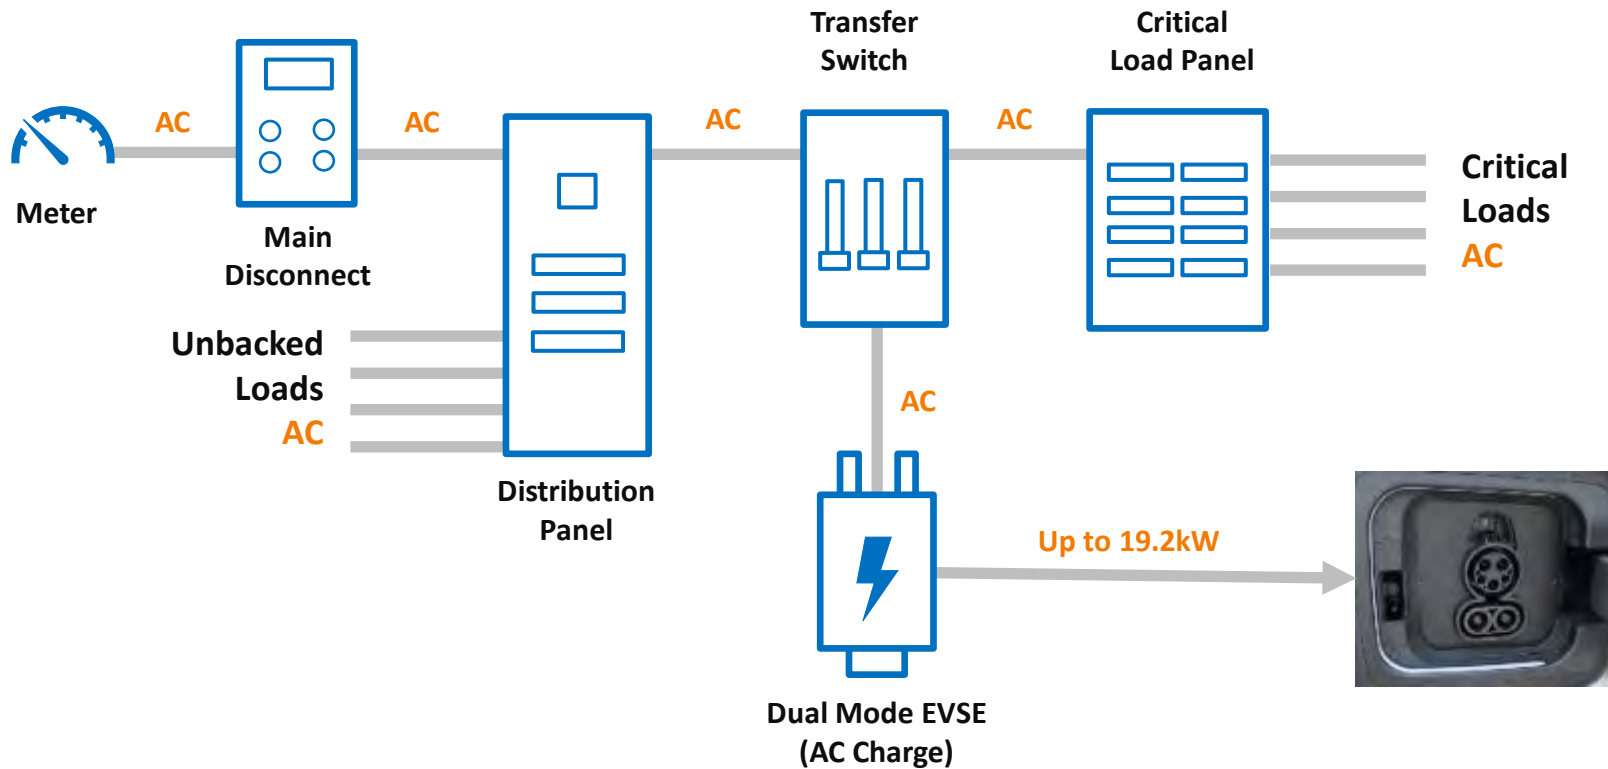 Transfer
Switch
Critical
Load Panel
AC
AC
AC
AC
Meter
Main
Disconnect
Critical
Loads
AC
Unbacked
Loads
AC
AC
Distribution
Panel
Up to 19.2kW
Dual Mode EVSE
(AC Charge)